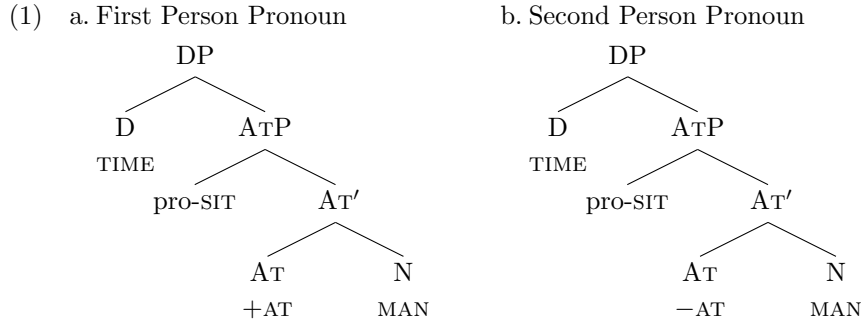 (1) a. First Person Pronoun b. Second Person Pronoun
DP DP
D ATP D ATP
TIME TIME
pro-SIT AT′ pro-SIT AT′
AT N AT N
+AT MAN −AT MAN